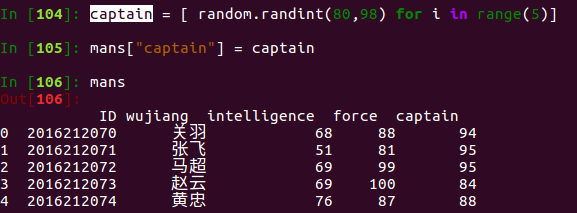 In [104]: captain = [ random.randint(80,98) for i in range(5)]
In [105]: mans["captain"] = captain
In [106]: mans
Out[106]:
ID wujiang intelligence force captain
0 2016212070 关羽 68 88 94
1 2016212071 张飞 51 81 95
2 2016212072 马超 69 99 95
3 2016212073 赵云 69 100 84
4 2016212074 黄忠 76 87 88